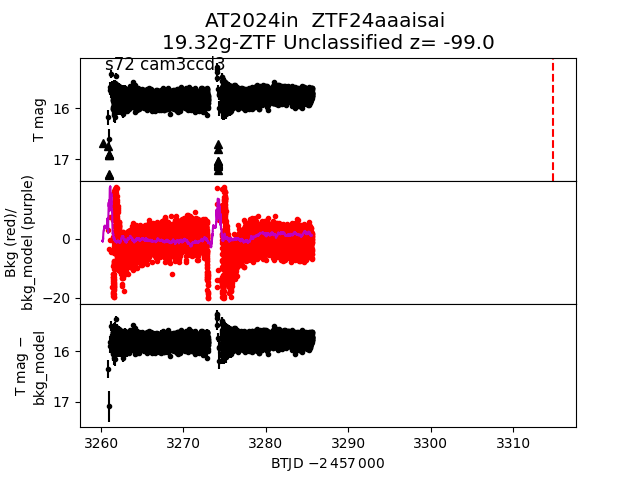 AT2024in  ZTF24aaaisai
19.32g-ZTF Unclassified z= -99.0
s72 cam3ccd3
T mag
16
17
Bkg (red)/
bkg_model (purple)
0
−20
T mag −
bkg_model
16
17
3260 3270 3280 3290 3300 3310
BTJD −2 457 000